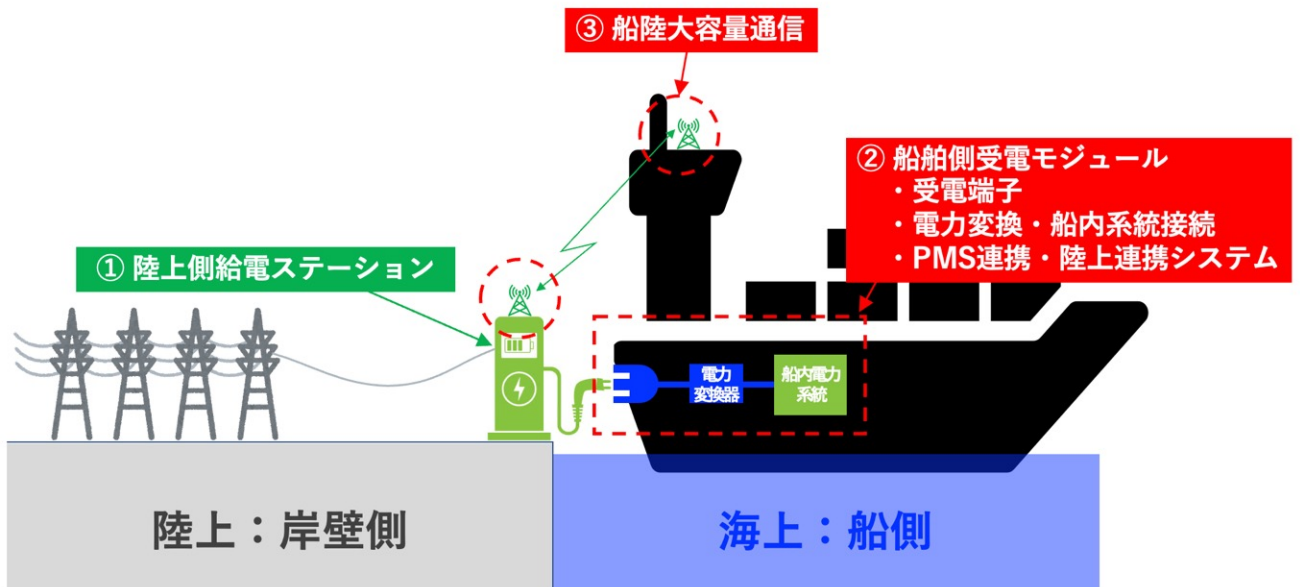 ③ 船陸大容量通信
② 船舶側受電モジュール
・受電端子
・電力変換・船内系統接続
・PMS連携・陸上連携システム
① 陸上側給電ステーション
電力
変換器
船内電力
系統
陸上：岸壁側
海上：船側